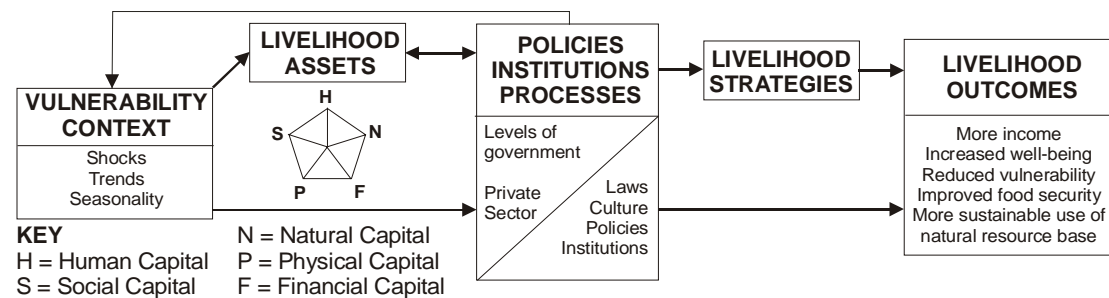 VULNERABILITY
CONTEXT
Shocks
Trends
Seasonality
LIVELIHOOD
ASSETS
H
S
N
P
F
POLICIES
INSTITUTIONS
PROCESSES
Levels of
government
Private
Sector
Laws
Culture
Policies
Institutions
LIVELIHOOD
STRATEGIES
LIVELIHOOD
OUTCOMES
More income
Increased well-being
Reduced vulnerability
Improved food security
More sustainable use of
natural resource base
KEY
H = Human Capital
S = Social Capital
N = Natural Capital
P = Physical Capital
F = Financial Capital